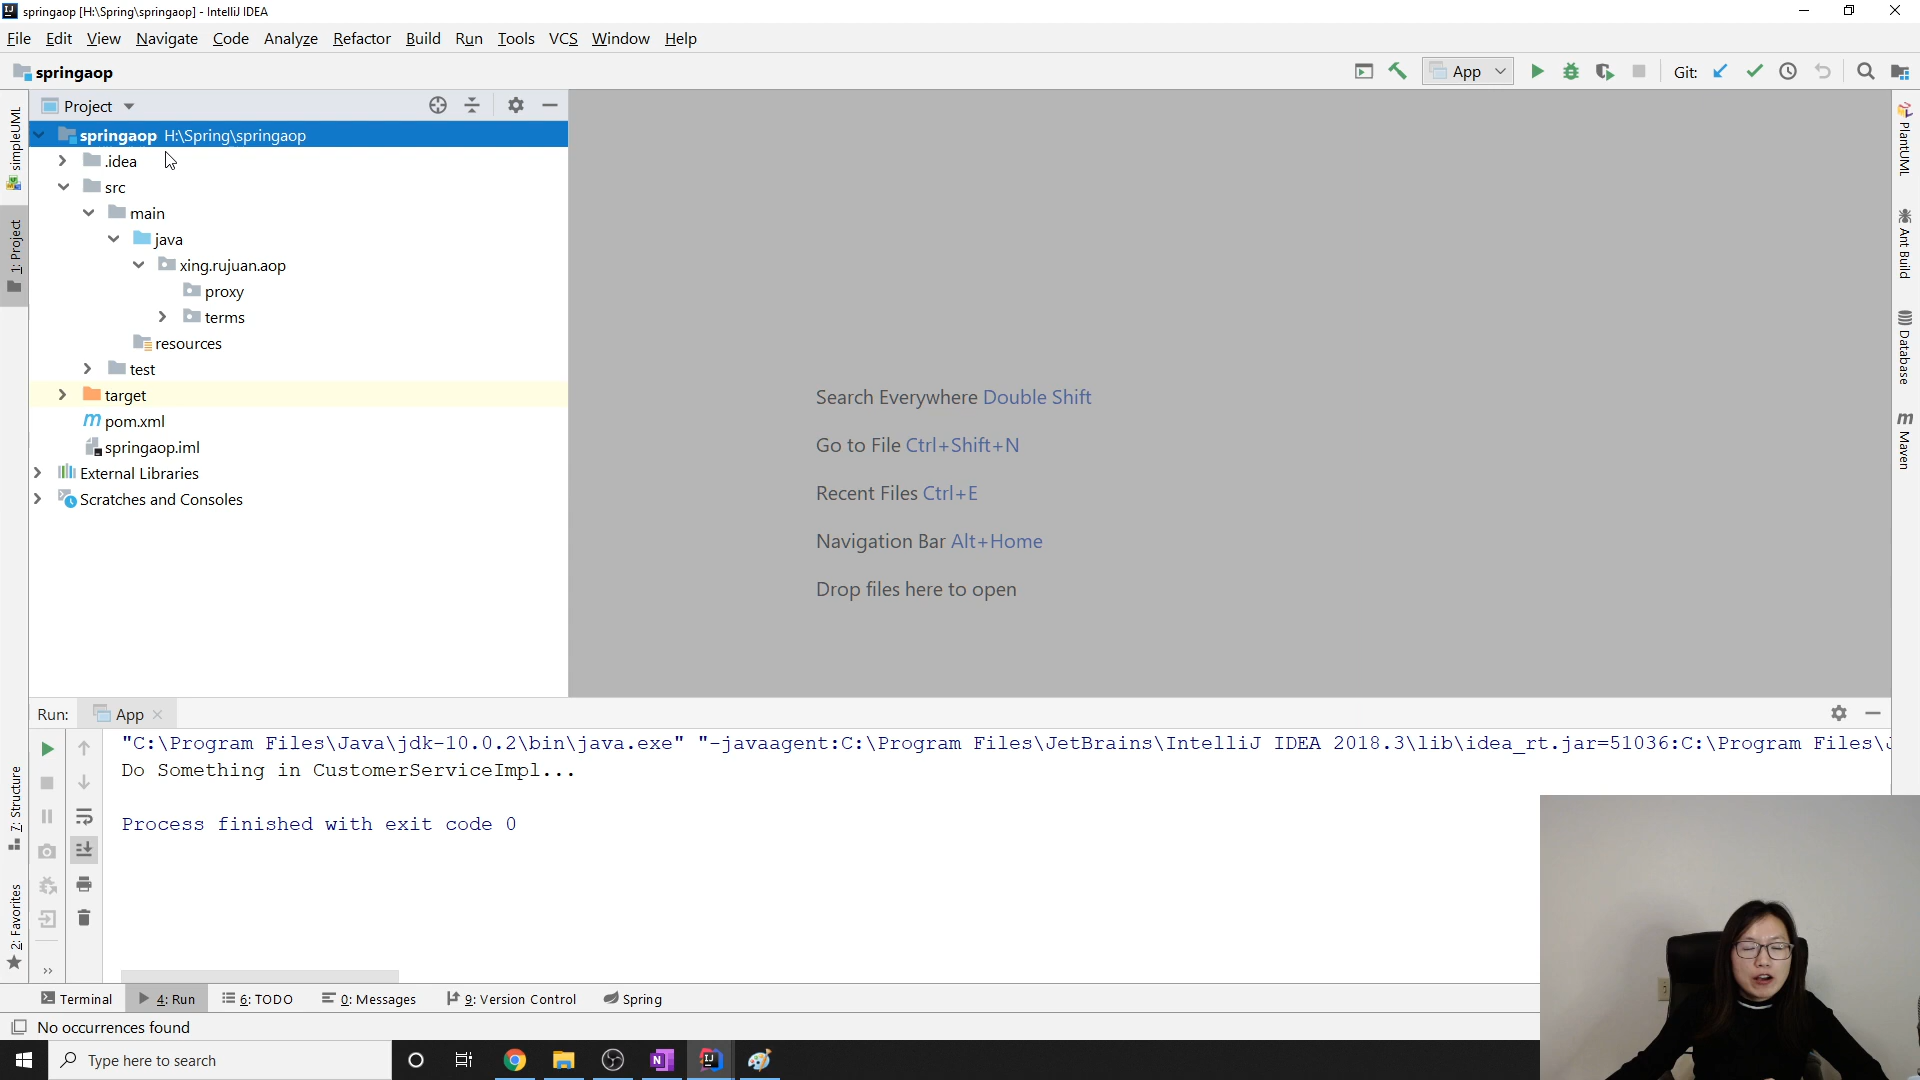 springaop [H:\Spring\springaop] - IntelliJ IDEA
File Edit View Navigate Code Analyze Refactor Build Run Tools VCS Window Help
springaop
App
Git:
Project
springaop H:\Spring\springaop
.idea
src
main
java
xing.rujuan.aop
proxy
terms
resources
test
target
pom.xml
springaop.iml
External Libraries
Scratches and Consoles
simpleUML
1: Project
7: Structure
2: Favorites
PlantUML
Ant Build
Database
Maven
Search Everywhere Double Shift
Go to File Ctrl+Shift+N
Recent Files Ctrl+E
Navigation Bar Alt+Home
Drop files here to open
Run: App
"C:\Program Files\Java\jdk-10.0.2\bin\java.exe" "-javaagent:C:\Program Files\JetBrains\IntelliJ IDEA 2018.3\lib\idea_rt.jar=51036:C:\Program Files\J
Do Something in CustomerServiceImpl...
Process finished with exit code 0
Terminal 4: Run 6: TODO 0: Messages 9: Version Control Spring
No occurrences found
Type here to search